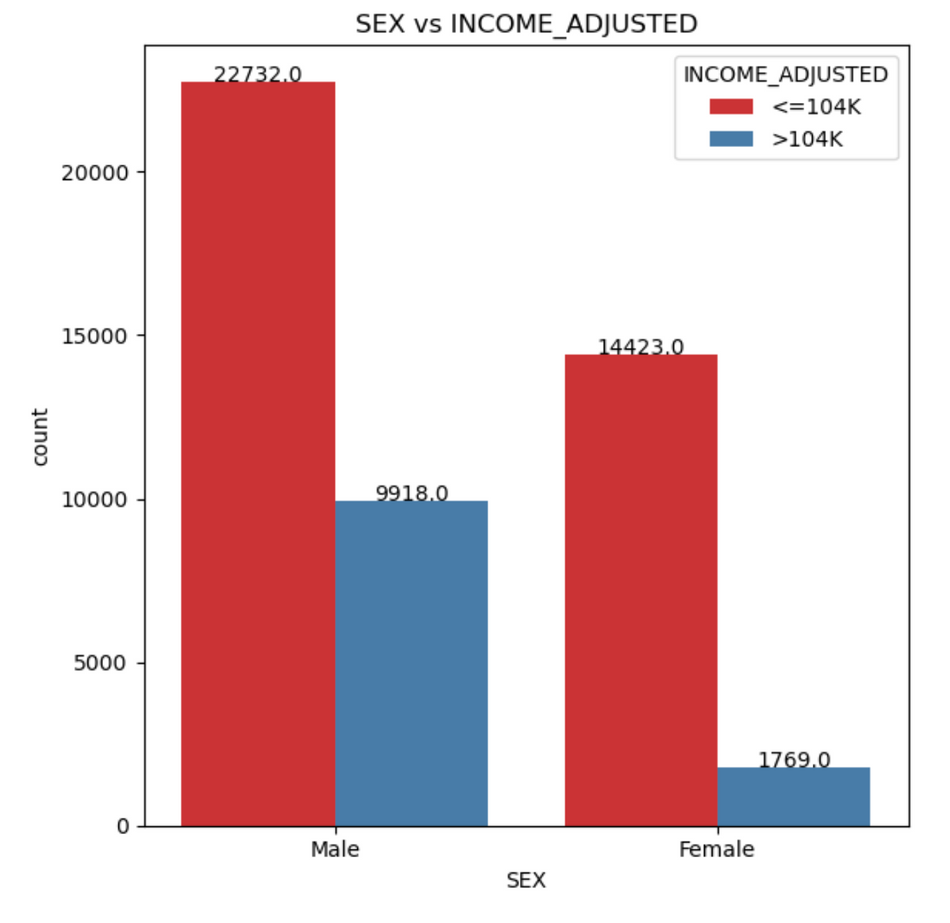 SEX vs INCOME_ADJUSTED
22732.0
INCOME_ADJUSTED
<=104K
>104K
20000
15000
14423.0
count
10000
9918.0
5000
1769.0
0
Male
Female
SEX